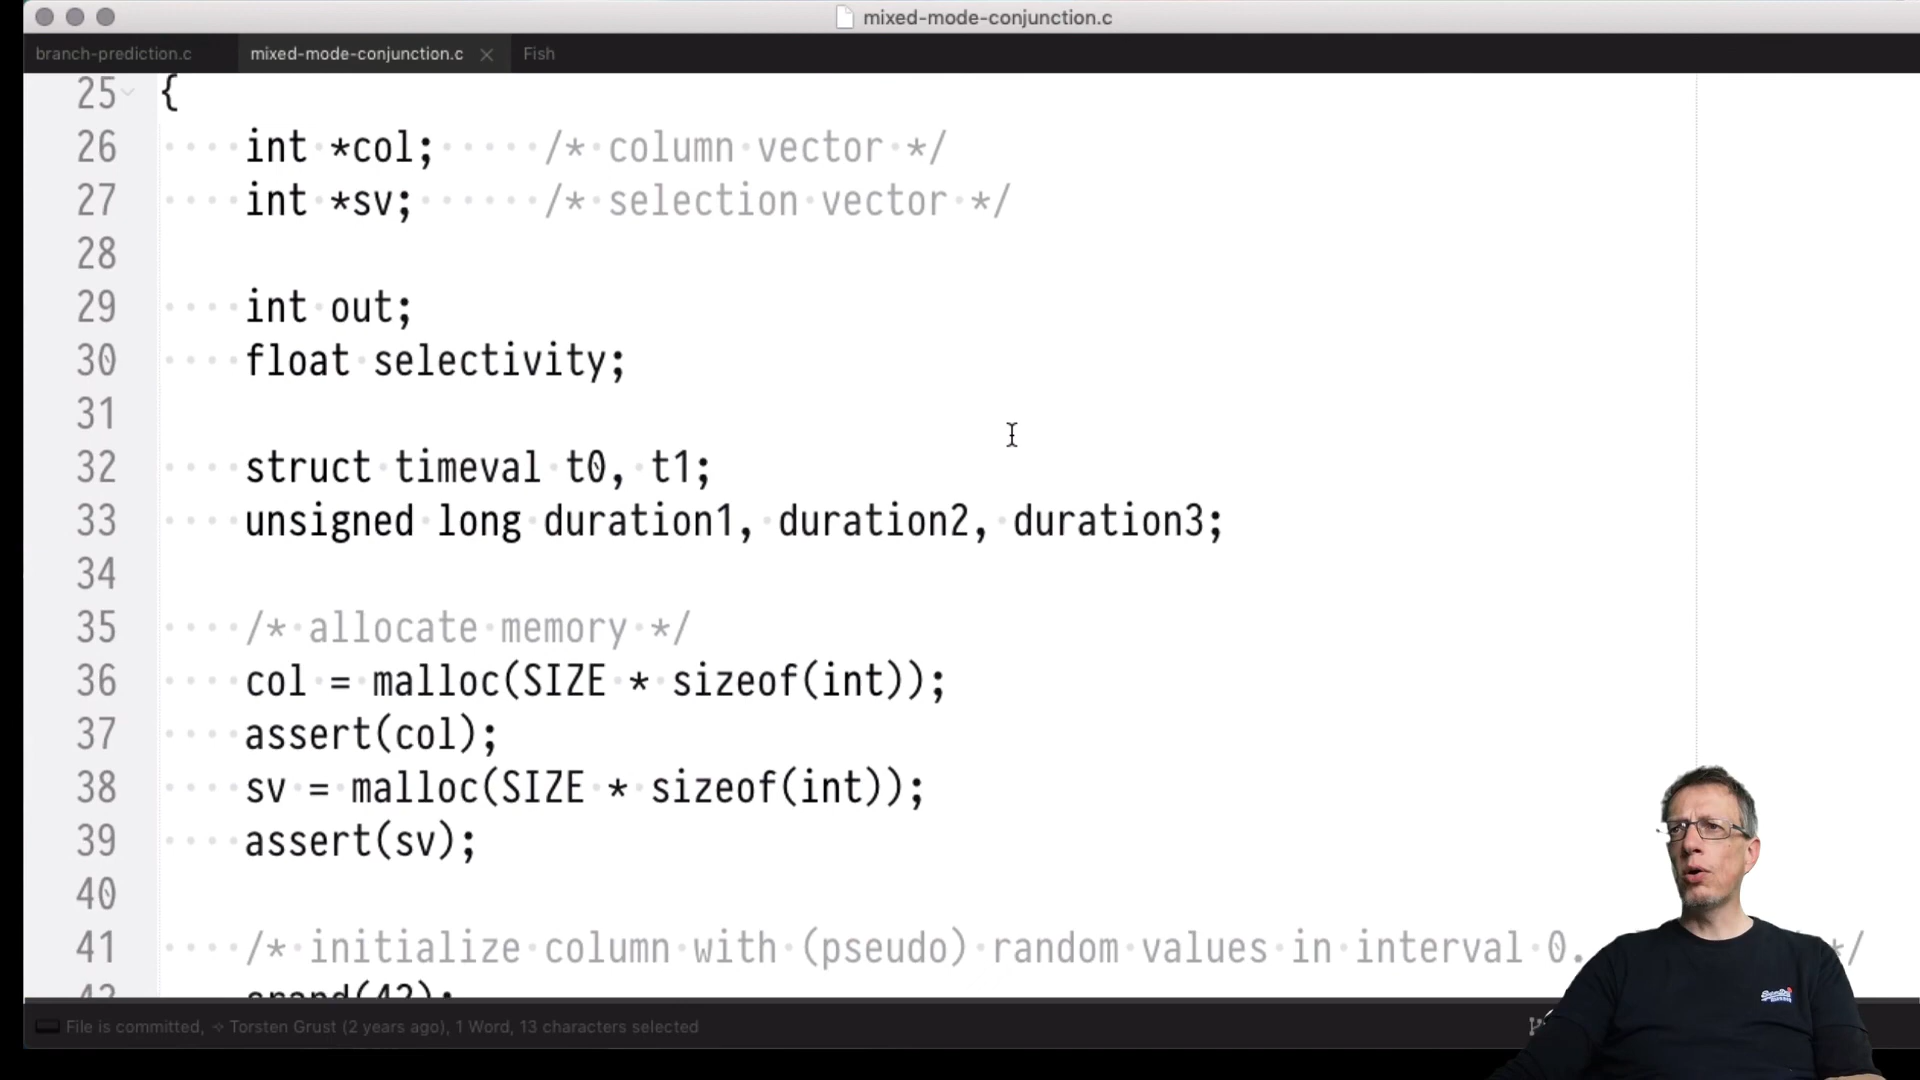 mixed-mode-conjunction.c
branch-prediction.c mixed-mode-conjunction.c Fish
25 {
26 int *col; /* column vector */
27 int *sv; /* selection vector */
28
29 int out;
30 float selectivity;
31
32 struct timeval t0, t1;
33 unsigned long duration1, duration2, duration3;
34
35 /* allocate memory */
36 col = malloc(SIZE * sizeof(int));
37 assert(col);
38 sv = malloc(SIZE * sizeof(int));
39 assert(sv);
40
41 /* initialize column with (pseudo) random values in interval 0. */
42 srand(42);
File is committed, Torsten Grust (2 years ago), 1 Word, 13 characters selected